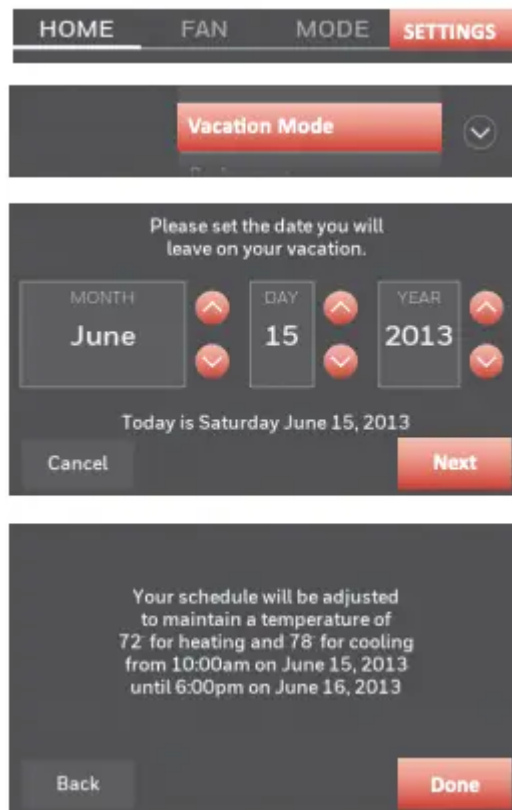 HOME FAN MODE SETTINGS
Vacation Mode
Please set the date you will
leave on your vacation.
MONTH DAY YEAR
June 15 2013
Today is Saturday June 15, 2013
Cancel Next
Your schedule will be adjusted
to maintain a temperature of
72° for heating and 78° for cooling
from 10:00am on June 15, 2013
until 6:00pm on June 16, 2013
Back Done